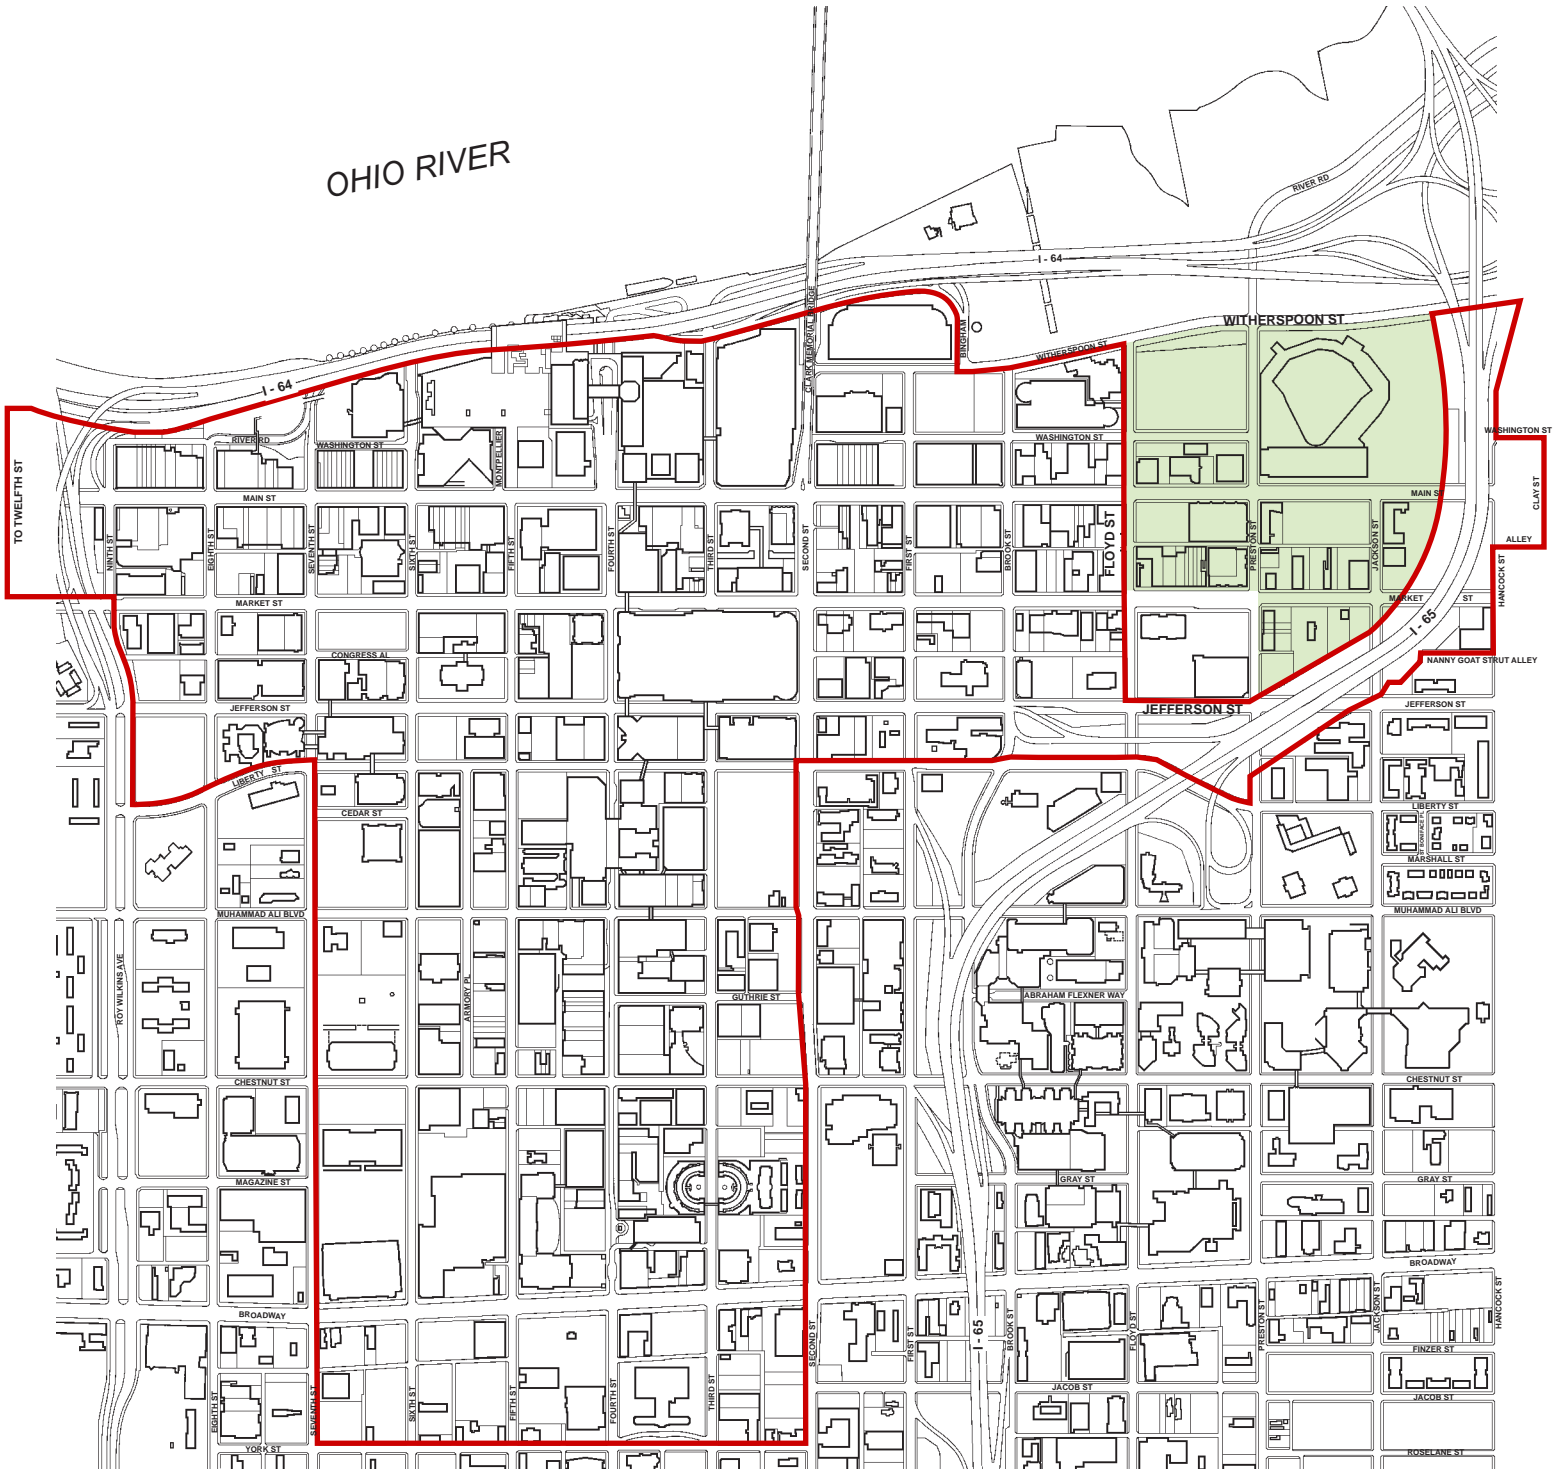 OHIO RIVER
RIVER RD
I - 64
CLARK MEMORIAL BRIDGE
BINGHAM
WITHERSPOON ST
WITHERSPOON ST
I - 64
TO TWELFTH ST
RIVER RD
WASHINGTON ST
MONTPELLIER
WASHINGTON ST
WASHINGTON ST
MAIN ST
MAIN S
CLAY ST
ALLEY
NINTH ST
EIGHTH ST
SEVENTH ST
SIXTH ST
FIFTH ST
FOURTH ST
THIRD ST
SECOND ST
FIRST ST
BROOK ST
FLOYD ST
PRESTON ST
JACKSON ST
HANCOCK ST
MARKET ST
MARKET ST
I - 65
CONGRESS AL
NANNY GOAT STRUT ALLEY
JEFFERSON ST
JEFFERSON ST
JEFFERSON ST
LIBERTY ST
LIBERTY ST
CEDAR ST
ST BONIFACE PL
MARSHALL ST
MUHAMMAD ALI BLVD
MUHAMMAD ALI BLVD
ROY WILKINS AVE
ARMORY PL
GUTHRIE ST
ABRAHAM FLEXNER WAY
CHESTNUT ST
CHESTNUT ST
MAGAZINE ST
GRAY ST
GRAY ST
BROADWAY
BROADWAY
SECOND ST
FIRST ST
I - 65
BROOK ST
FLOYD ST
PRESTON ST
JACKSON ST
HANCOCK ST
FINZER ST
JACOB ST
JACOB ST
EIGHTH ST
SEVENTH ST
SIXTH ST
FIFTH ST
FOURTH ST
THIRD ST
YORK ST
ROSELANE ST